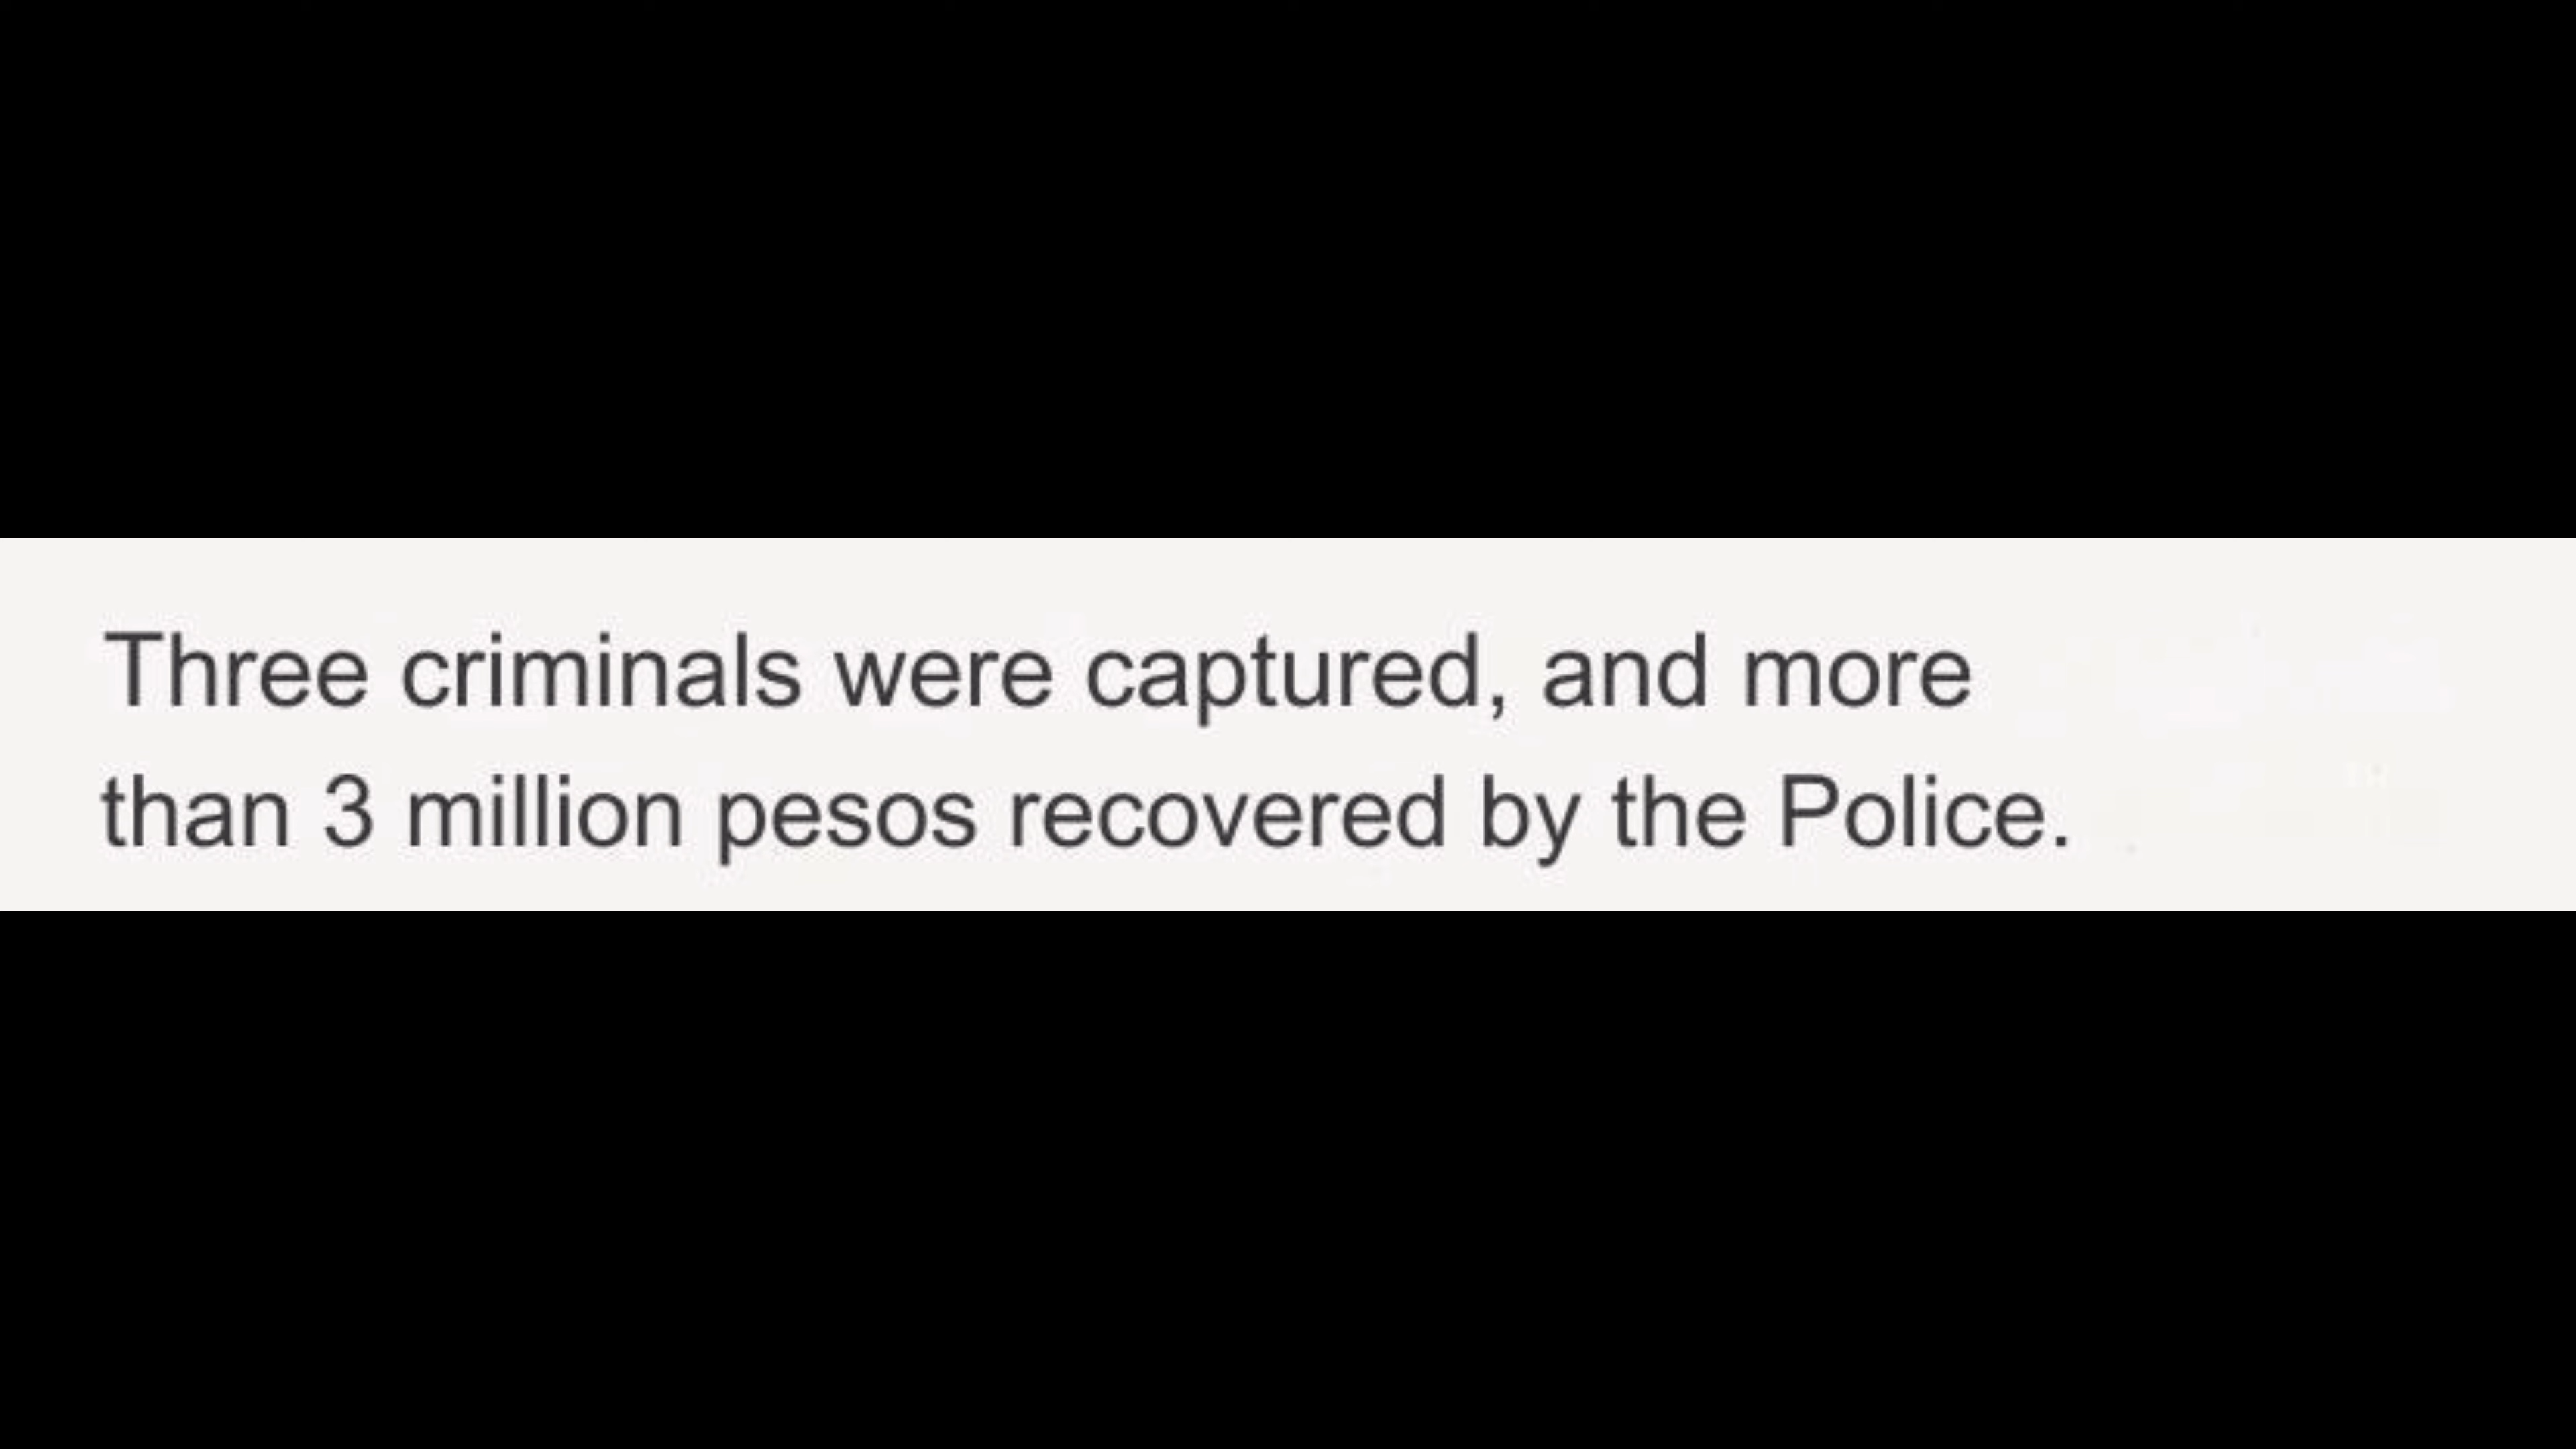 Three criminals were captured, and more
than 3 million pesos recovered by the Police.